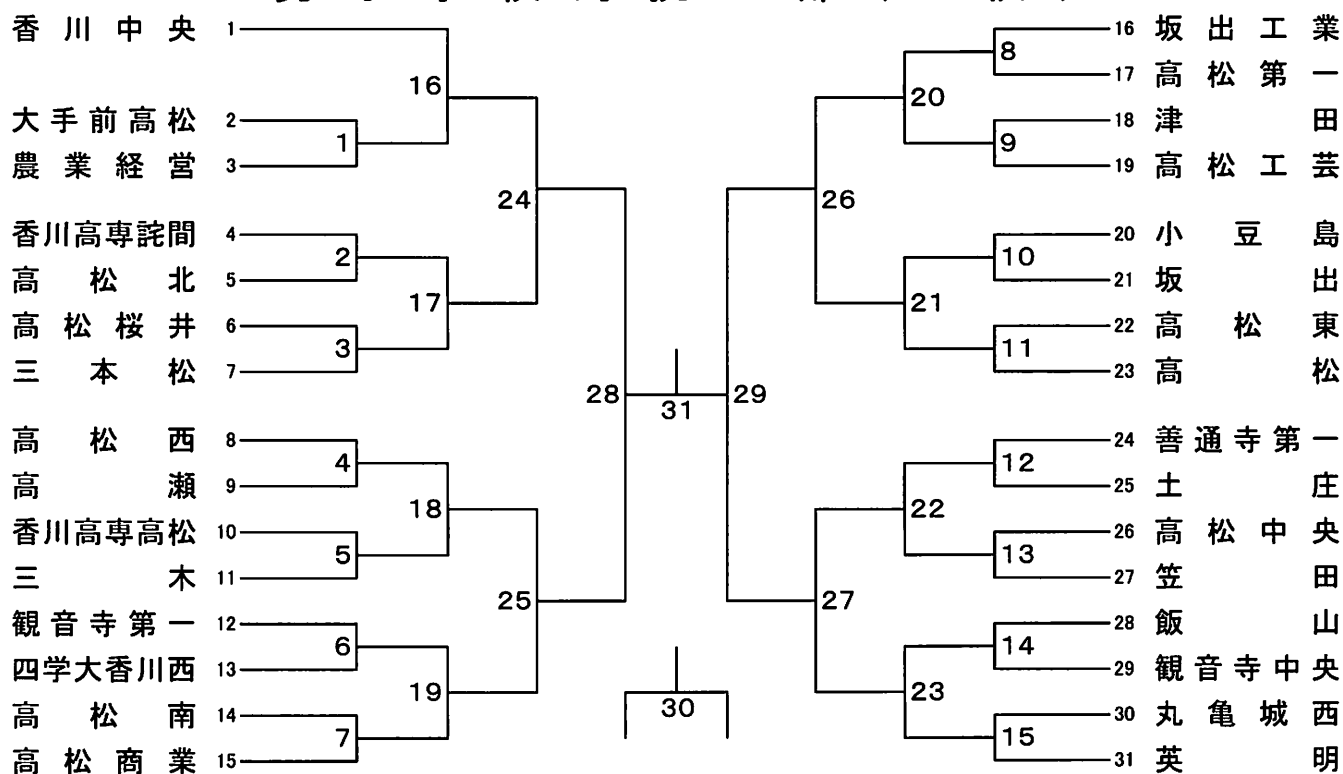 香川中央 1
16
大手前高松 2
1
農業経営 3
24
香川高専詫間 4
2
高松北 5
17
高松桜井 6
3
三本松 7
28
高松西 8
4
高瀬 9
18
香川高専高松 10
5
三木 11
25
観音寺第一 12
6
四学大香川西 13
19
高松南 14
7
高松商業 15
31
30
16 坂出工業
8
17 高松第一
20
18 津田
9
19 高松工芸
26
20 小豆島
10
21 坂出
21
22 高松東
11
23 高松
29
24 善通寺第一
12
25 土庄
22
26 高松中央
13
27 笠田
27
28 飯山
14
29 観音寺中央
23
30 丸亀城西
15
31 英明